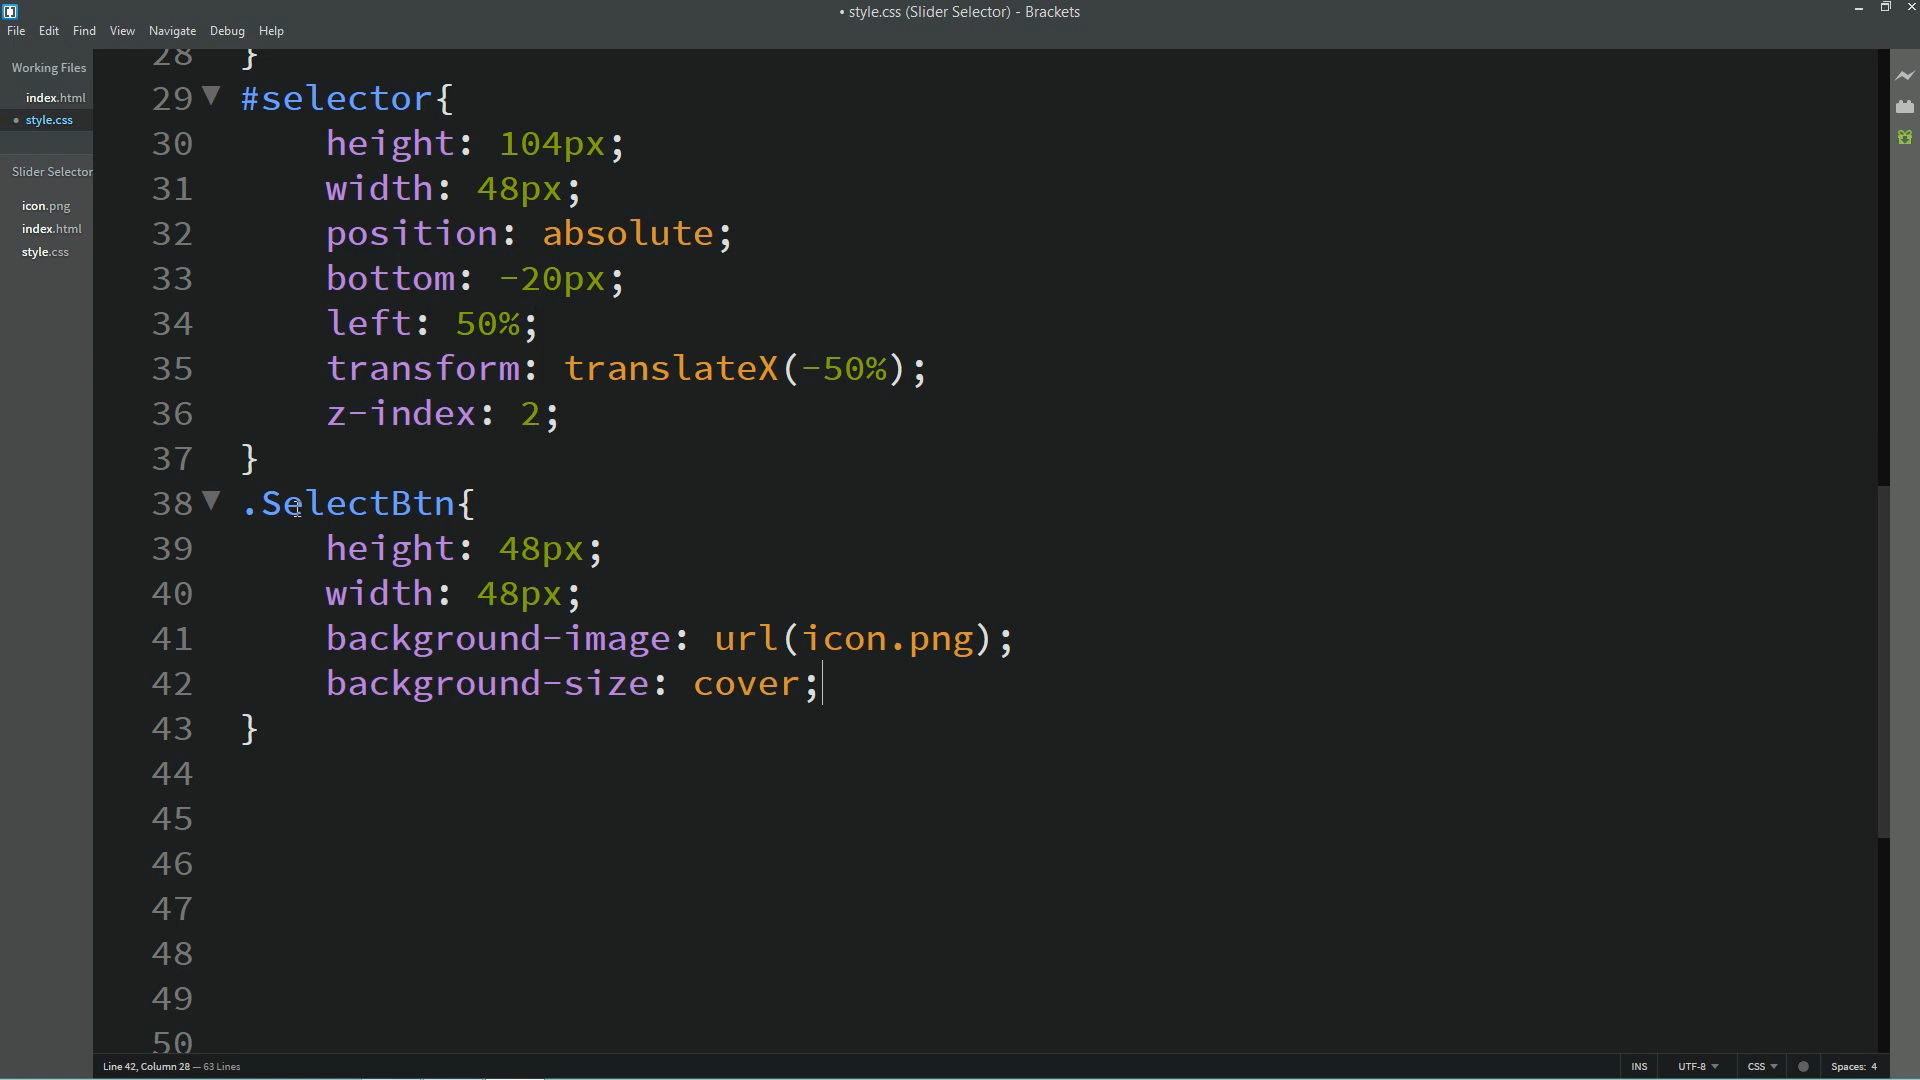 • style.css (Slider Selector) - Brackets
File Edit Find View Navigate Debug Help
Working Files
index.html
• style.css
Slider Selector
icon.png
index.html
style.css
28 }
29 #selector{
30 height: 104px;
31 width: 48px;
32 position: absolute;
33 bottom: -20px;
34 left: 50%;
35 transform: translateX(-50%);
36 z-index: 2;
37 }
38 .SelectBtn{
39 height: 48px;
40 width: 48px;
41 background-image: url(icon.png);
42 background-size: cover;
43 }
44
45
46
47
48
49
50
Line 42, Column 28 — 63 Lines
INS UTF-8 CSS Spaces: 4